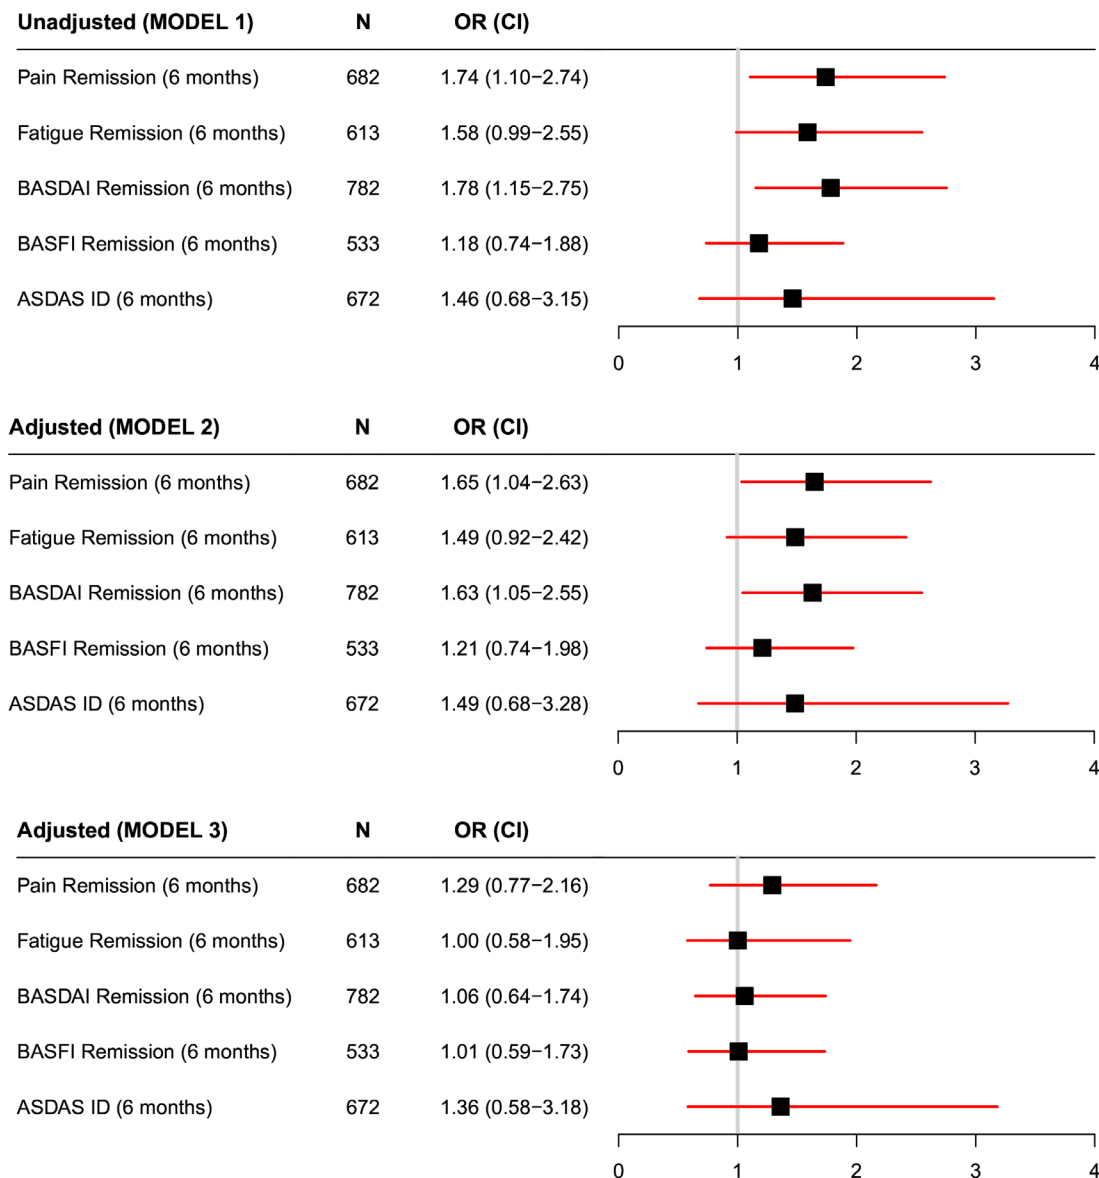 Unadjusted (MODEL 1) N OR (CI)
Pain Remission (6 months) 682 1.74 (1.10−2.74)
Fatigue Remission (6 months) 613 1.58 (0.99−2.55)
BASDAI Remission (6 months) 782 1.78 (1.15−2.75)
BASFI Remission (6 months) 533 1.18 (0.74−1.88)
ASDAS ID (6 months) 672 1.46 (0.68−3.15)
0 1 2 3 4
Adjusted (MODEL 2) N OR (CI)
Pain Remission (6 months) 682 1.65 (1.04−2.63)
Fatigue Remission (6 months) 613 1.49 (0.92−2.42)
BASDAI Remission (6 months) 782 1.63 (1.05−2.55)
BASFI Remission (6 months) 533 1.21 (0.74−1.98)
ASDAS ID (6 months) 672 1.49 (0.68−3.28)
0 1 2 3 4
Adjusted (MODEL 3) N OR (CI)
Pain Remission (6 months) 682 1.29 (0.77−2.16)
Fatigue Remission (6 months) 613 1.00 (0.58−1.95)
BASDAI Remission (6 months) 782 1.06 (0.64−1.74)
BASFI Remission (6 months) 533 1.01 (0.59−1.73)
ASDAS ID (6 months) 672 1.36 (0.58−3.18)
0 1 2 3 4